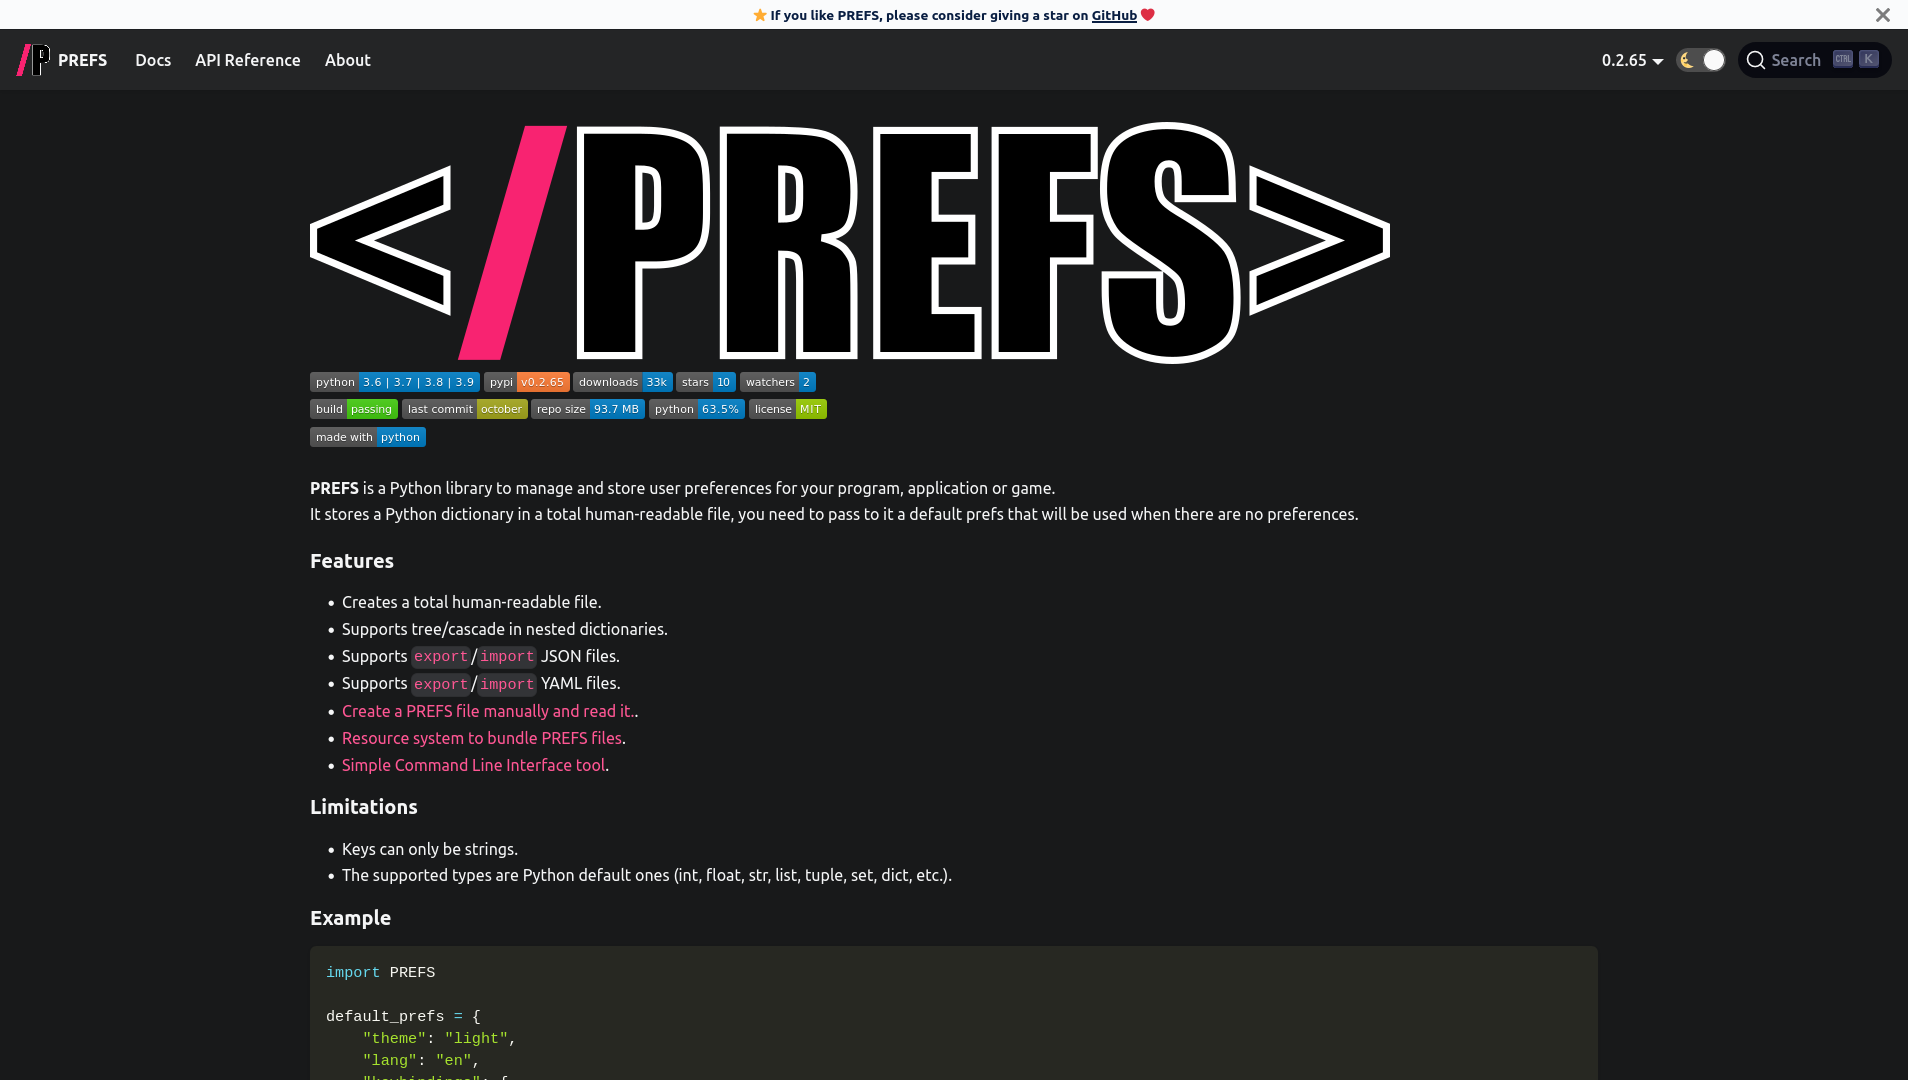 ⭐ If you like PREFS, please consider giving a star on GitHub ❤️
PREFS Docs API Reference About 0.2.65 Search CTRL K
</PREFS>
python 3.6 | 3.7 | 3.8 | 3.9 pypi v0.2.65 downloads 33k stars 10 watchers 2
build passing last commit october repo size 93.7 MB python 63.5% license MIT
made with python
PREFS is a Python library to manage and store user preferences for your program, application or game.
It stores a Python dictionary in a total human-readable file, you need to pass to it a default prefs that will be used when there are no preferences.
Features
• Creates a total human-readable file.
• Supports tree/cascade in nested dictionaries.
• Supports export/import JSON files.
• Supports export/import YAML files.
• Create a PREFS file manually and read it..
• Resource system to bundle PREFS files.
• Simple Command Line Interface tool.
Limitations
• Keys can only be strings.
• The supported types are Python default ones (int, float, str, list, tuple, set, dict, etc.).
Example
import PREFS
default_prefs = {
"theme": "light",
"lang": "en",
"keybindings": {